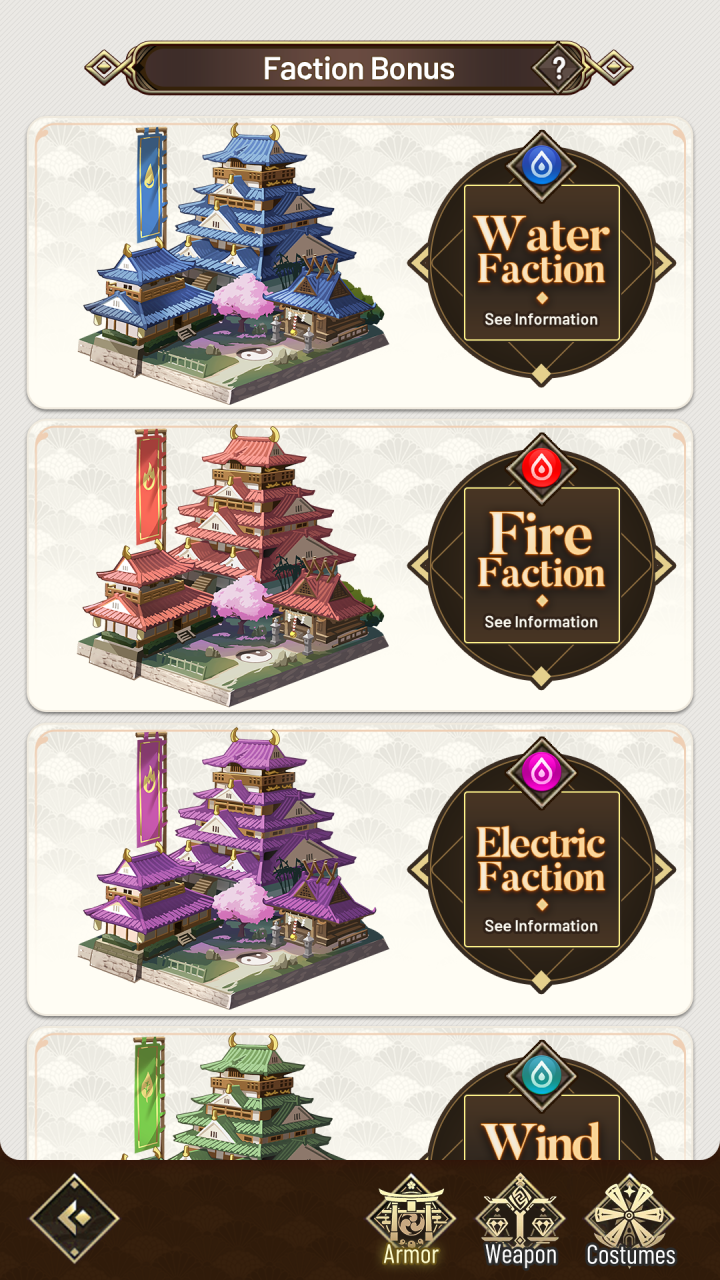 Faction Bonus
?
Water
Faction
See Information
Fire
Faction
See Information
Electric
Faction
See Information
Wind
Armor
Weapon
Costumes